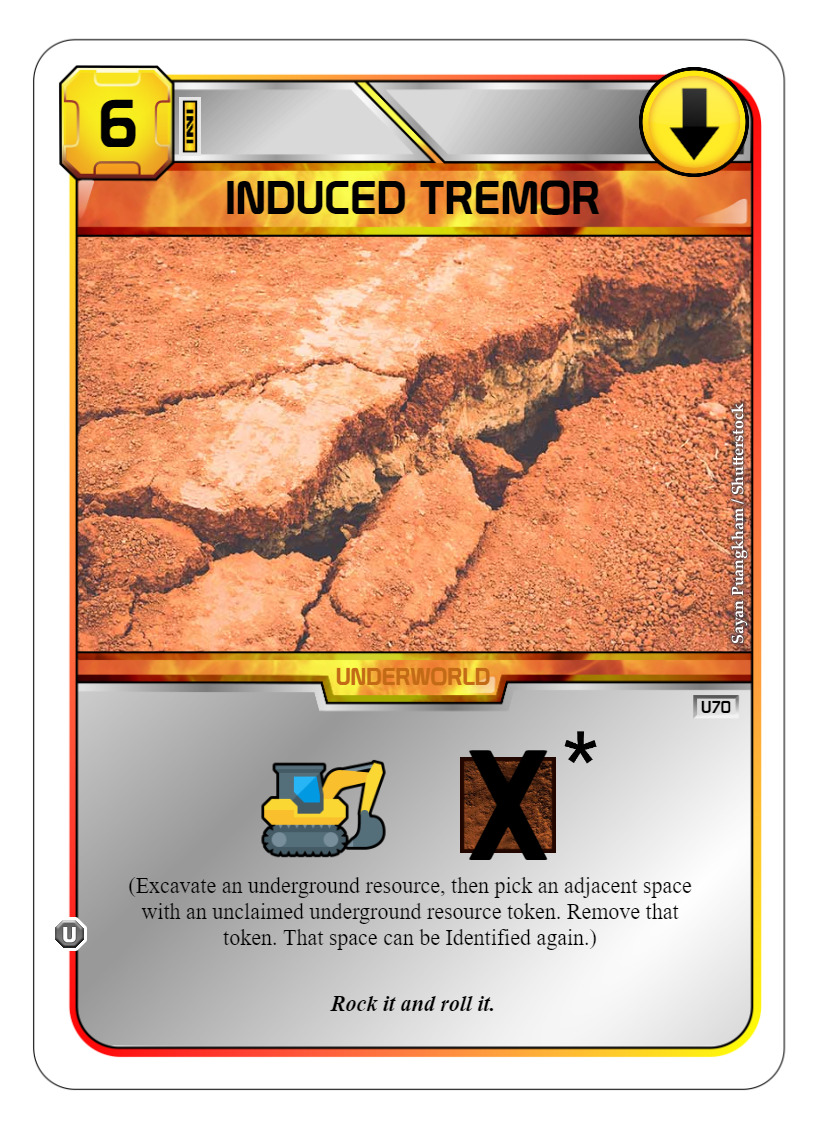 6
INDUCED TREMOR
Sayan Puangkham / Shutterstock
UNDERWORLD
U70
X *
(Excavate an underground resource, then pick an adjacent space
with an unclaimed underground resource token. Remove that
token. That space can be Identified again.)
U
Rock it and roll it.